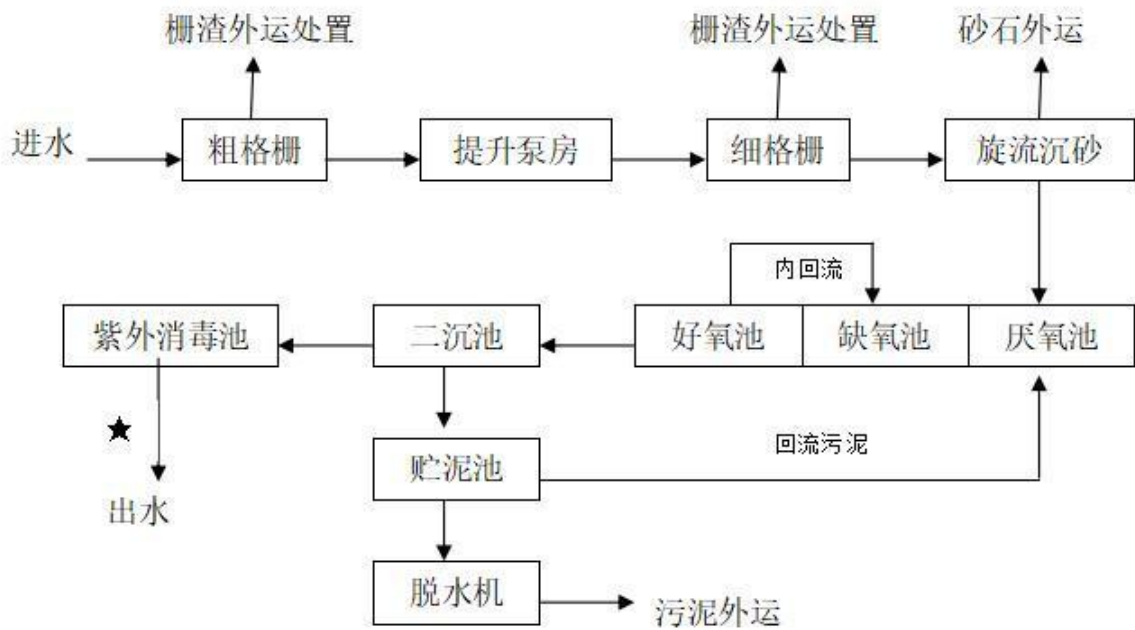 栅渣外运处置
栅渣外运处置
砂石外运
进水
粗格栅
提升泵房
细格栅
旋流沉砂
内回流
紫外消毒池
二沉池
好氧池
缺氧池
厌氧池
★
贮泥池
回流污泥
出水
脱水机
污泥外运